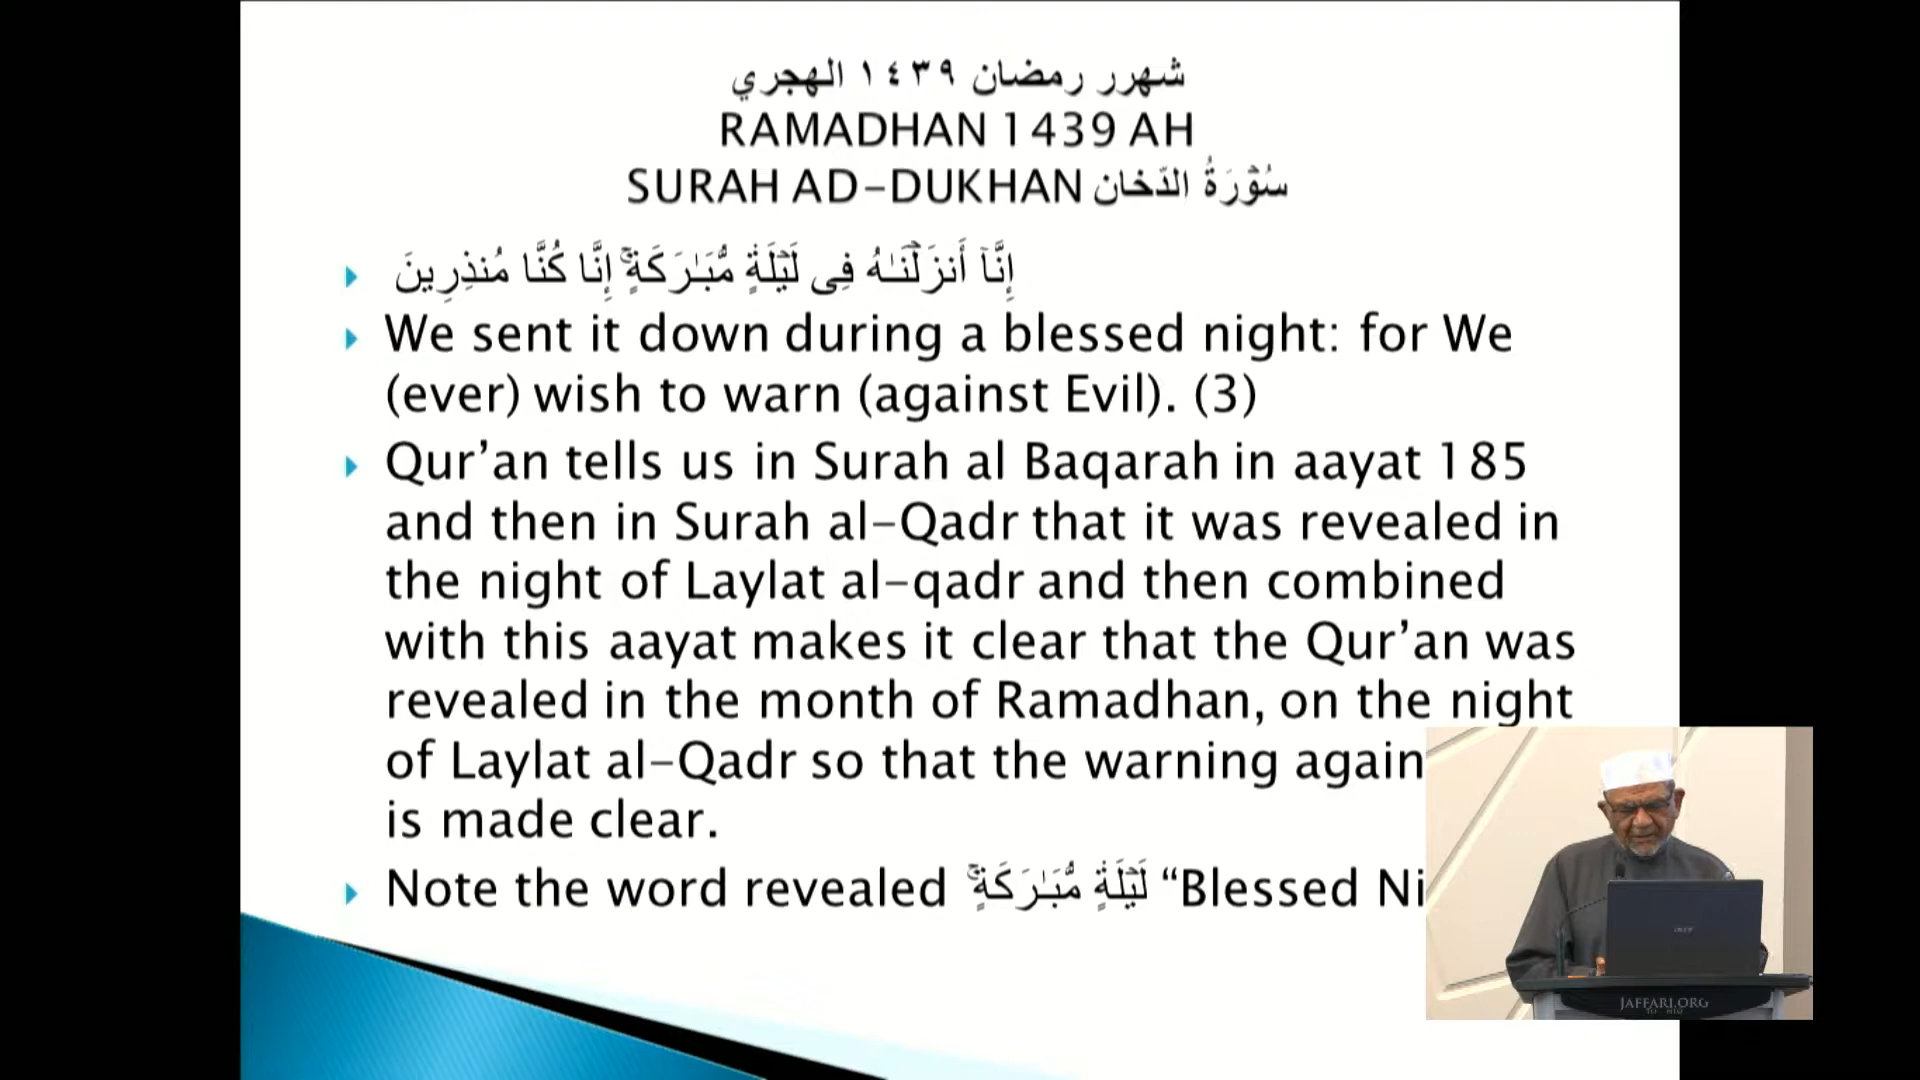 شهرر رمضان ١٤٣٩ الهجري
RAMADHAN 1439 AH
SURAH AD-DUKHAN سُوْرَةُ الدّخان
إِنَّآ أَنزَلْنَـٰهُ فِى لَيْلَةٍ مُّبَـٰرَكَةٍ ۚ إِنَّا كُنَّا مُنذِرِينَ
We sent it down during a blessed night: for We
(ever) wish to warn (against Evil). (3)
Qur’an tells us in Surah al Baqarah in aayat 185
and then in Surah al-Qadr that it was revealed in
the night of Laylat al-qadr and then combined
with this aayat makes it clear that the Qur’an was
revealed in the month of Ramadhan, on the night
of Laylat al-Qadr so that the warning again
is made clear.
Note the word revealed لَيْلَةٍ مُّبَـٰرَكَةٍ ۚ “Blessed Ni
acer
JAFFARI.ORG